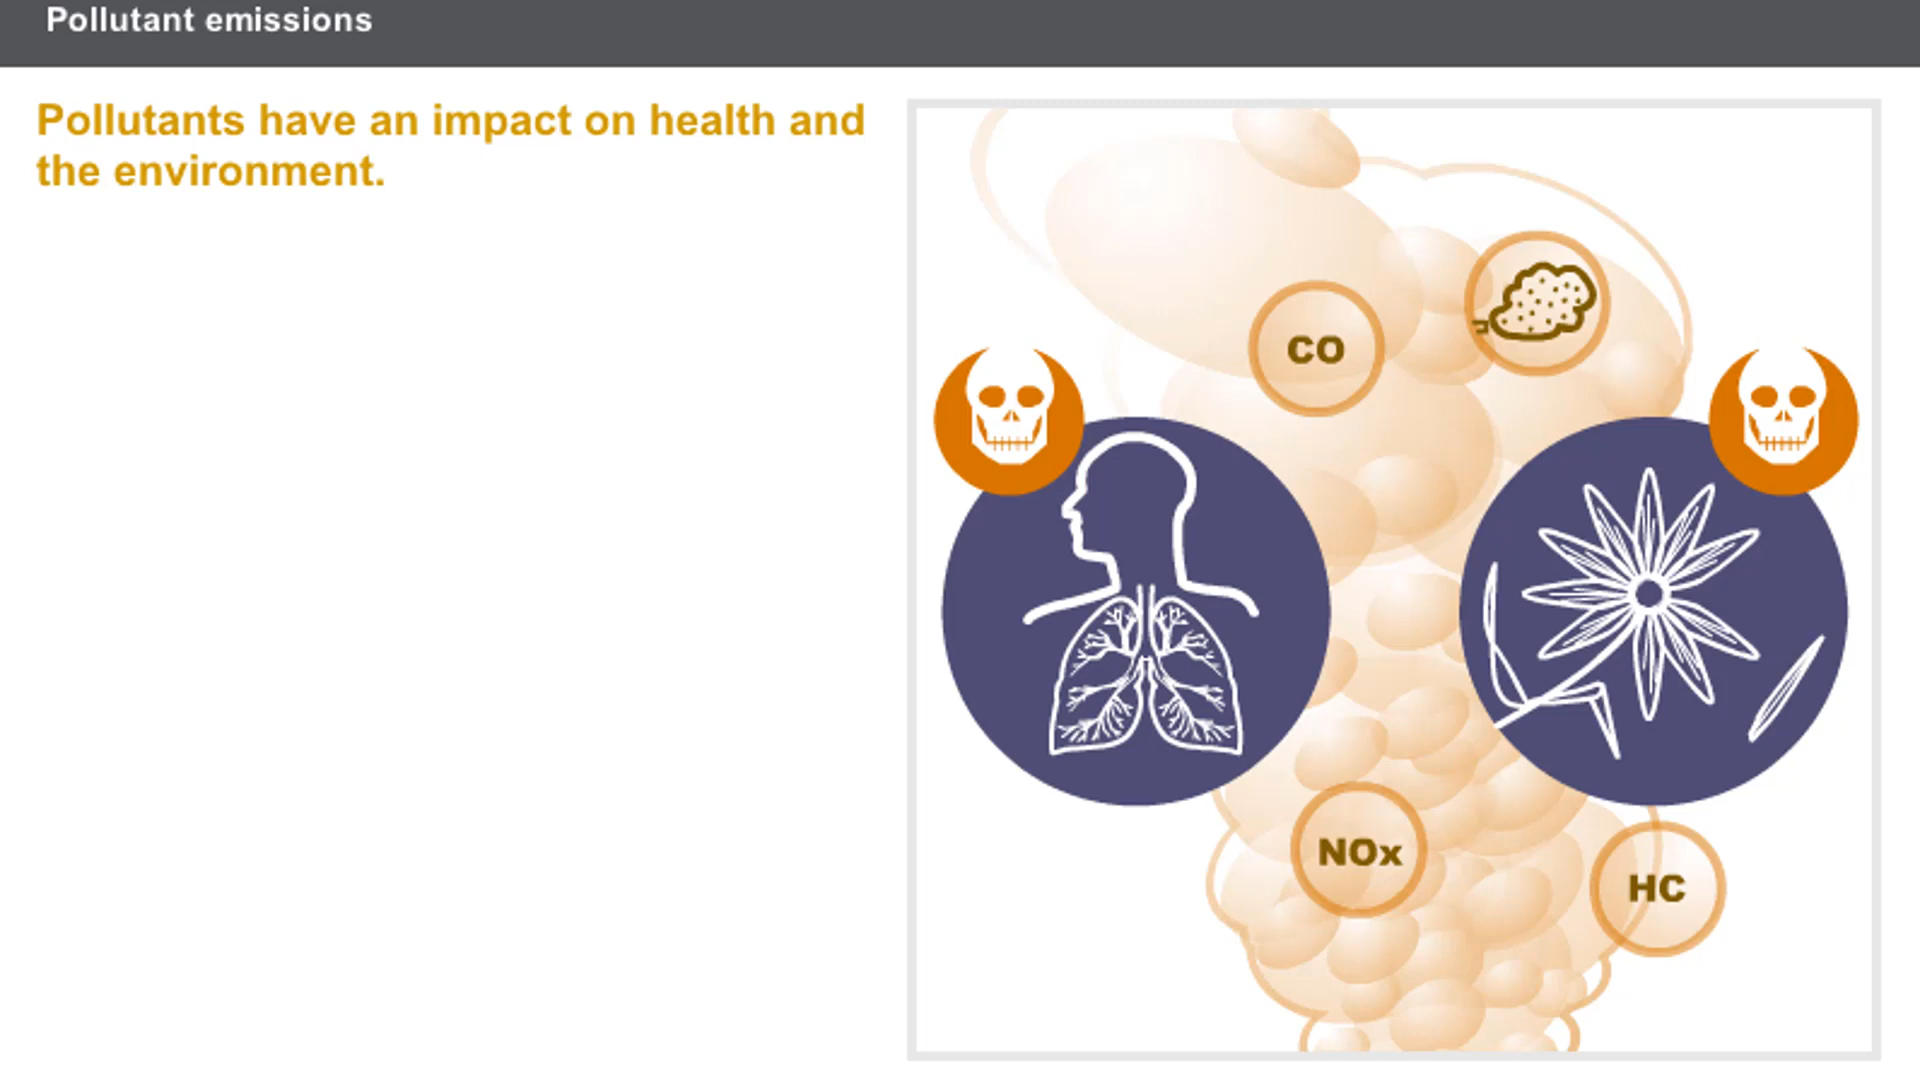 Pollutant emissions
Pollutants have an impact on health and
the environment.
CO
NOx
HC